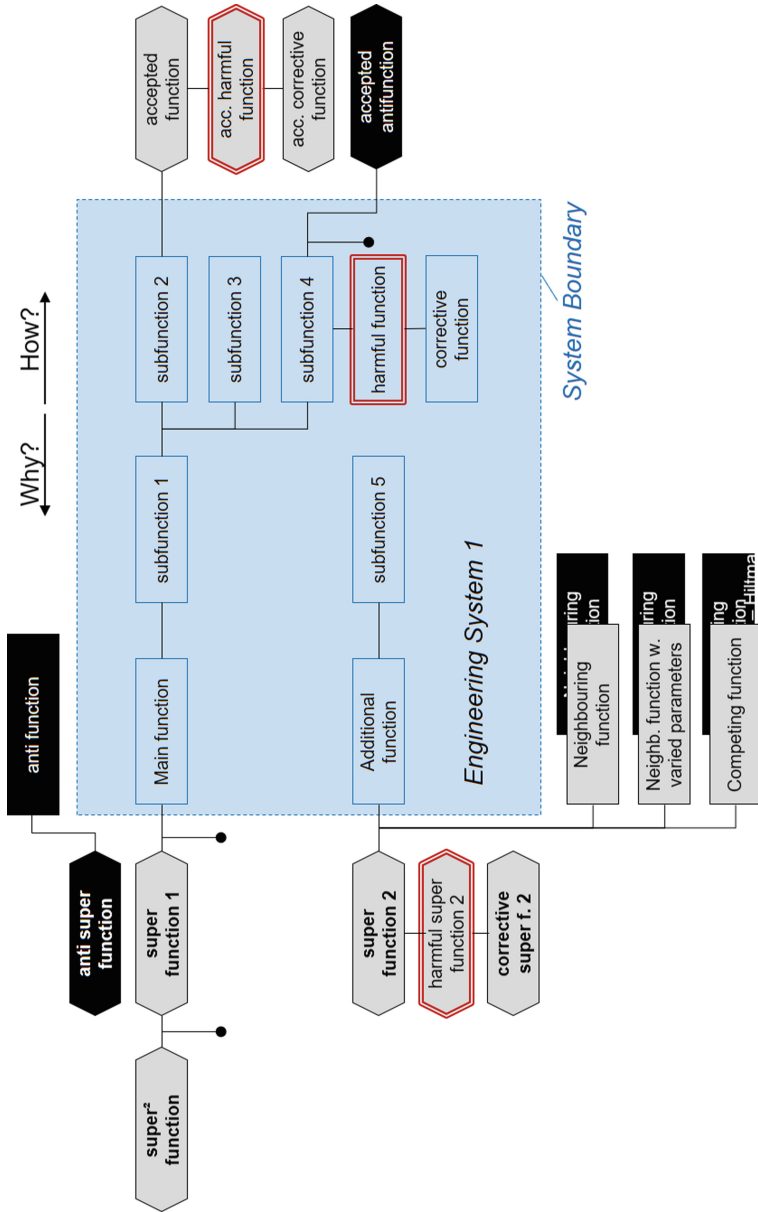 anti function
Why?
How?
anti super
function
super²
function
super
function 1
Main function
subfunction 1
subfunction 2
accepted
function
subfunction 3
acc. harmful
function
subfunction 4
acc. corrective
function
super
function 2
Additional
function
subfunction 5
harmful function
accepted
antifunction
harmful super
function 2
corrective
function
corrective
super f. 2
Engineering System 1
System Boundary
Neighbouring
function
Neighb. function w.
varied parameters
Competing function